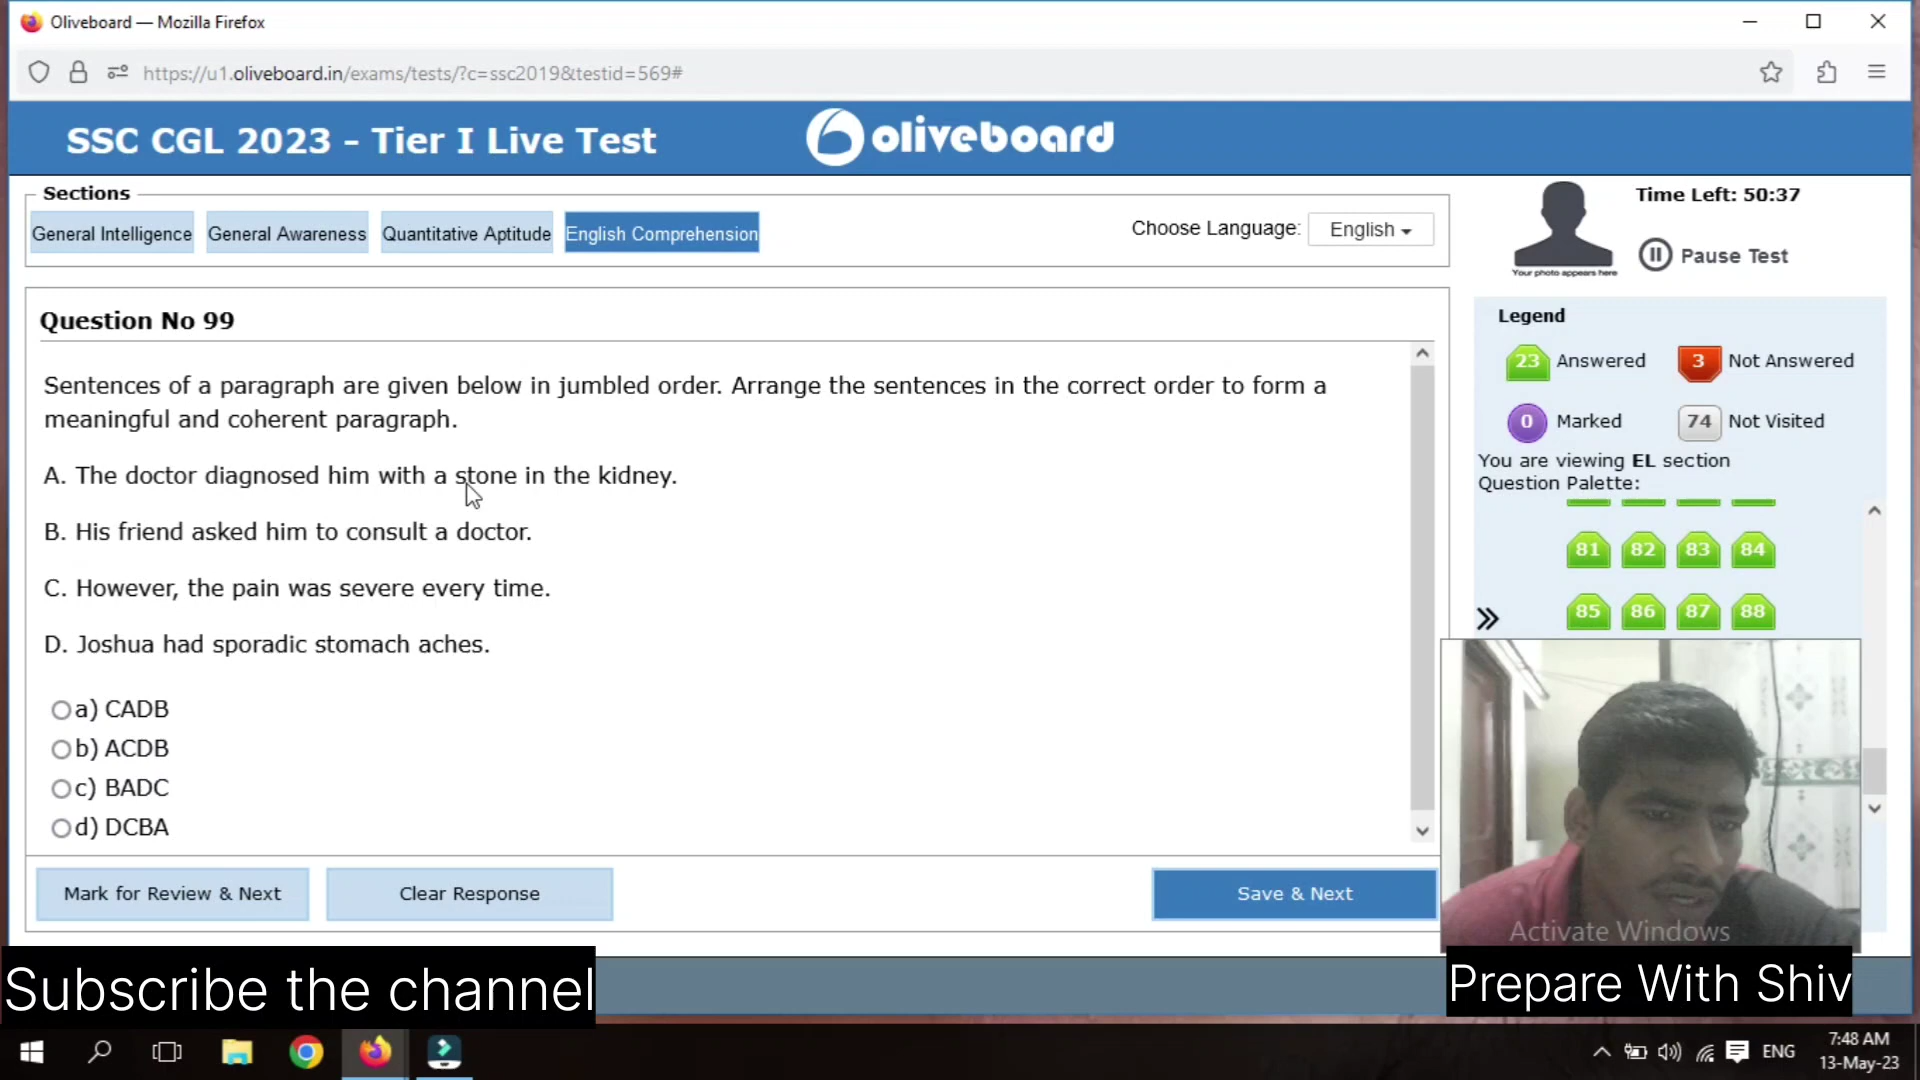 Oliveboard — Mozilla Firefox
https://u1.oliveboard.in/exams/tests/?c=ssc2019&testid=569#
SSC CGL 2023 - Tier I Live Test
oliveboard
Sections
General Intelligence General Awareness Quantitative Aptitude English Comprehension
Choose Language: English
Time Left: 50:37
Pause Test
Your photo appears here
Question No 99
Sentences of a paragraph are given below in jumbled order. Arrange the sentences in the correct order to form a
meaningful and coherent paragraph.
A. The doctor diagnosed him with a stone in the kidney.
B. His friend asked him to consult a doctor.
C. However, the pain was severe every time.
D. Joshua had sporadic stomach aches.
a) CADB
b) ACDB
c) BADC
d) DCBA
Mark for Review & Next Clear Response Save & Next
Legend
23 Answered 3 Not Answered
0 Marked 74 Not Visited
You are viewing EL section
Question Palette:
81 82 83 84
85 86 87 88
Activate Windows
Subscribe the channel
Prepare With Shiv
ENG
7:48 AM
13-May-23